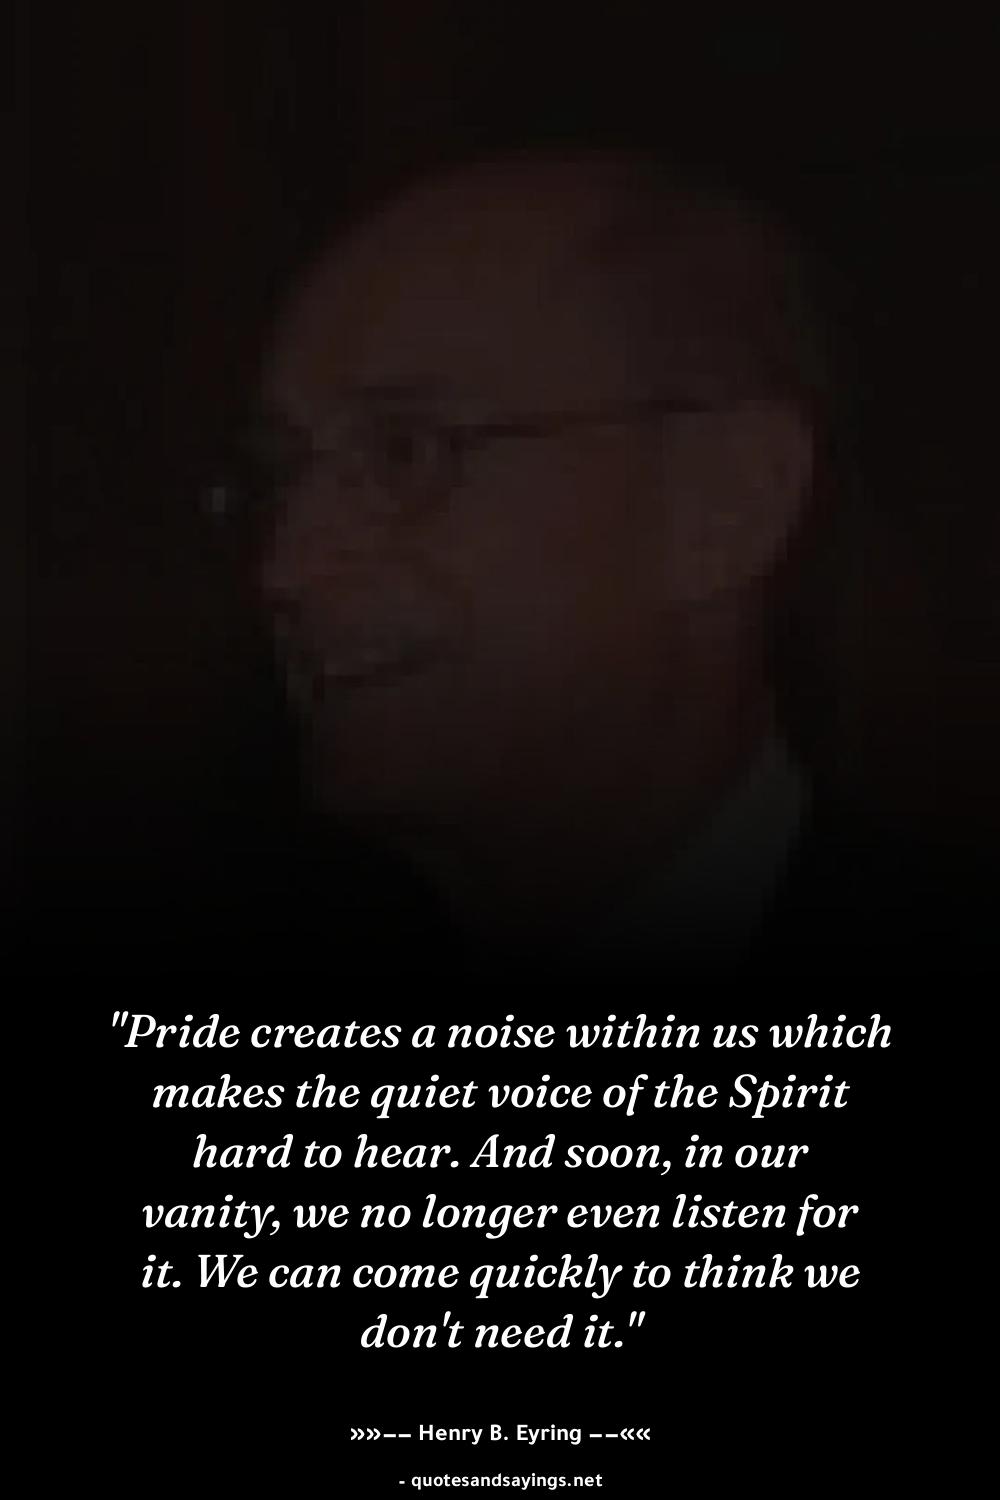 "Pride creates a noise within us which
makes the quiet voice of the Spirit
hard to hear. And soon, in our
vanity, we no longer even listen for
it. We can come quickly to think we
don't need it."
»»–– Henry B. Eyring ––««
- quotesandsayings.net